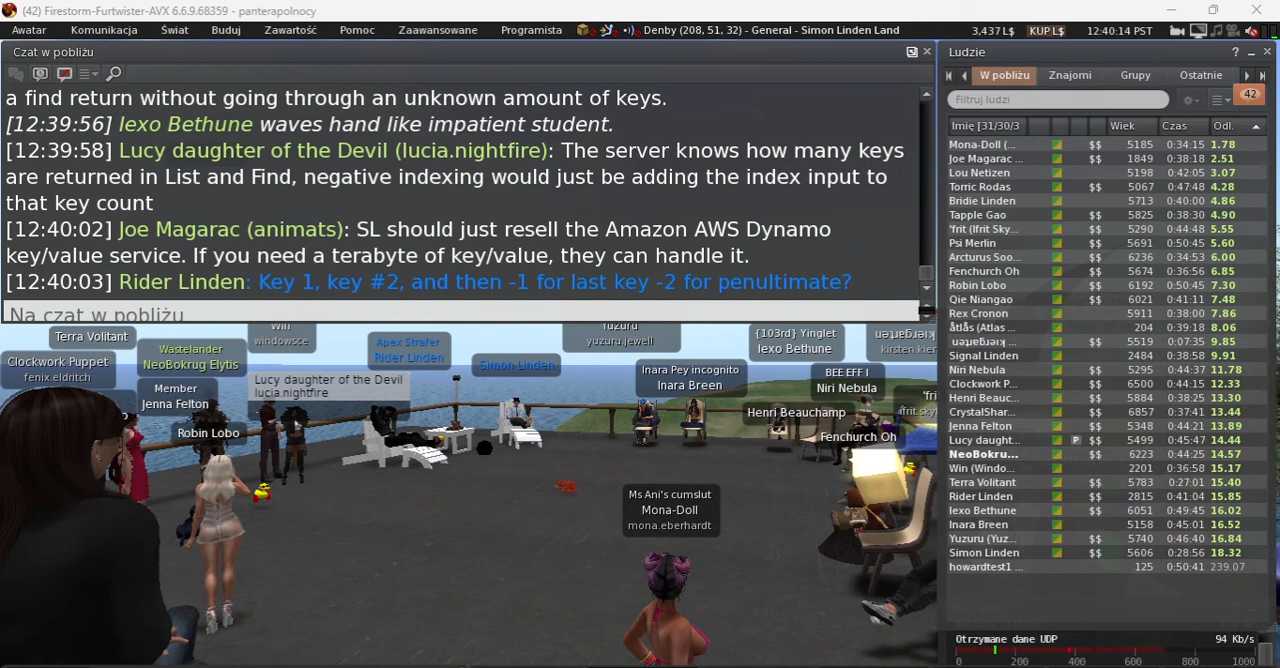 (42) Firestorm-Furtwister-AVX 6.6.9.68359 - panterapolnocy
Awatar Komunikacja Świat Buduj Zawartość Pomoc Zaawansowane Programista Denby (208, 51, 32) - General - Simon Linden Land 3,437 L$ KUP L$ 12:40:14 PST
Czat w pobliżu
a find return without going through an unknown amount of keys.
[12:39:56] Iexo Bethune waves hand like impatient student.
[12:39:58] Lucy daughter of the Devil (lucia.nightfire): The server knows how many keys
are returned in List and Find, negative indexing would just be adding the index input to
that key count
[12:40:02] Joe Magarac (animats): SL should just resell the Amazon AWS Dynamo
key/value service. If you need a terabyte of key/value, they can handle it.
[12:40:03] Rider Linden: Key 1, key #2, and then -1 for last key -2 for penultimate?
Na czat w pobliżu
Terra Volitant
Clockwork Puppet
fenix.eldritch
Wastelander
NeoBokrug Elytis
Win
windowsce
Apex Strafer
Rider Linden
Simon Linden
Yuzuru
yuzuru.jewell
{103rd} Yinglet
Iexo Bethune
kirsten.kier
Member
Jenna Felton
Lucy daughter of the Devil
lucia.nightfire
Inara Pey incognito
Inara Breen
BEE EFF I
Niri Nebula
'fri
ifrit.sky
Robin Lobo
Henri Beauchamp
Fenchurch Oh
Ms Ani's cumslut
Mona-Doll
mona.eberhardt
Ludzie
W pobliżu Znajomi Grupy Ostatnie
Filtruj ludzi
42
Imię [31/30/3 Wiek Czas Odl.
Mona-Doll (... $$ 5185 0:34:15 1.78
Joe Magarac ... $$ 1849 0:38:18 2.51
Lou Netizen 5198 0:42:05 3.07
Torric Rodas $$ 5067 0:47:48 4.28
Bridie Linden 5713 0:40:00 4.86
Tapple Gao $$ 5825 0:38:30 4.90
'frit (Ifrit Sky... $$ 5290 0:44:48 5.55
Psi Merlin $$ 5691 0:50:45 5.60
Arcturus Soo... $$ 6236 0:34:53 6.00
Fenchurch Oh $$ 5674 0:36:56 6.85
Robin Lobo $$ 6192 0:50:45 7.30
Qie Niangao $$ 6021 0:41:11 7.48
Rex Cronon $$ 5911 0:38:00 7.86
åtlås (Atlas ... 204 0:39:18 8.06
$$ 5519 0:07:35 9.85
Signal Linden 2484 0:38:58 9.91
Niri Nebula $$ 5295 0:44:37 11.78
Clockwork P... $$ 6500 0:44:15 12.33
Henri Beauc... $$ 5884 0:38:25 13.30
CrystalShar... $$ 6857 0:37:41 13.44
Jenna Felton $$ 5348 0:44:21 13.89
Lucy daught... P $$ 5499 0:45:47 14.44
NeoBokru... $$ 6223 0:44:25 14.57
Win (Windo... 2201 0:36:58 15.17
Terra Volitant $$ 5783 0:27:01 15.40
Rider Linden $$ 2815 0:41:04 15.85
Iexo Bethune $$ 6051 0:49:45 16.02
Inara Breen 5158 0:45:01 16.52
Yuzuru (Yuz... $$ 5740 0:46:40 16.84
Simon Linden $$ 5606 0:28:56 18.32
howardtest1 ... 125 0:50:41 239.07
Otrzymane dane UDP 94 Kb/s
0 200 400 600 800 1000